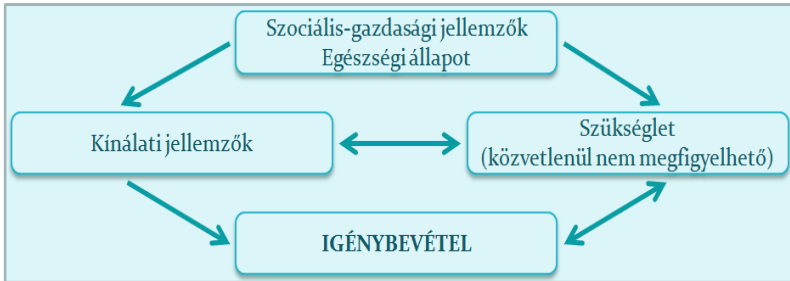 Szociális-gazdasági jellemzők
Egészségi állapot
Kínálati jellemzők
Szükséglet
(közvetlenül nem megfigyelhető)
IGÉNYBEVÉTEL